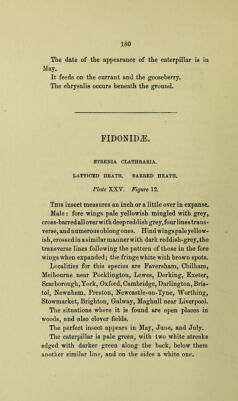 180
The date of the appearance of the caterpillar is in
May.
It feeds on the currant and the gooseberry.
The chrysalis occurs beneath the ground.
FIDONIDÆ.
STRENIA CLATHRARIA.
LATTICED HEATH. BARRED HEATH.
Plate XXV. Figure 12.
This insect measures an inch or a little over in expanse.
Male: fore wings pale yellowish mingled with grey,
cross-barred all over with deep reddish grey, four lines trans-
verse, and numerous oblong ones. Hind wings pale yellow-
ish, crossed in a similar manner with dark reddish-grey, the
transverse lines following the pattern of those in the fore
wings when expanded; the fringe white with brown spots.
Localities for this species are Faversham, Chilham,
Melbourne near Pocklington, Lewes, Dorking, Exeter,
Scarborough, York, Oxford, Cambridge, Darlington, Bris-
tol, Newnham, Preston, Newcastle-on-Tyne, Worthing,
Stowmarket, Brighton, Galway, Maghull near Liverpool.
The situations where it is found are open places in
woods, and also clover fields.
The perfect insect appears in May, June, and July.
The caterpillar is pale green, with two white streaks
edged with darker green along the back, below them
another similar line, and on the sides a white one.